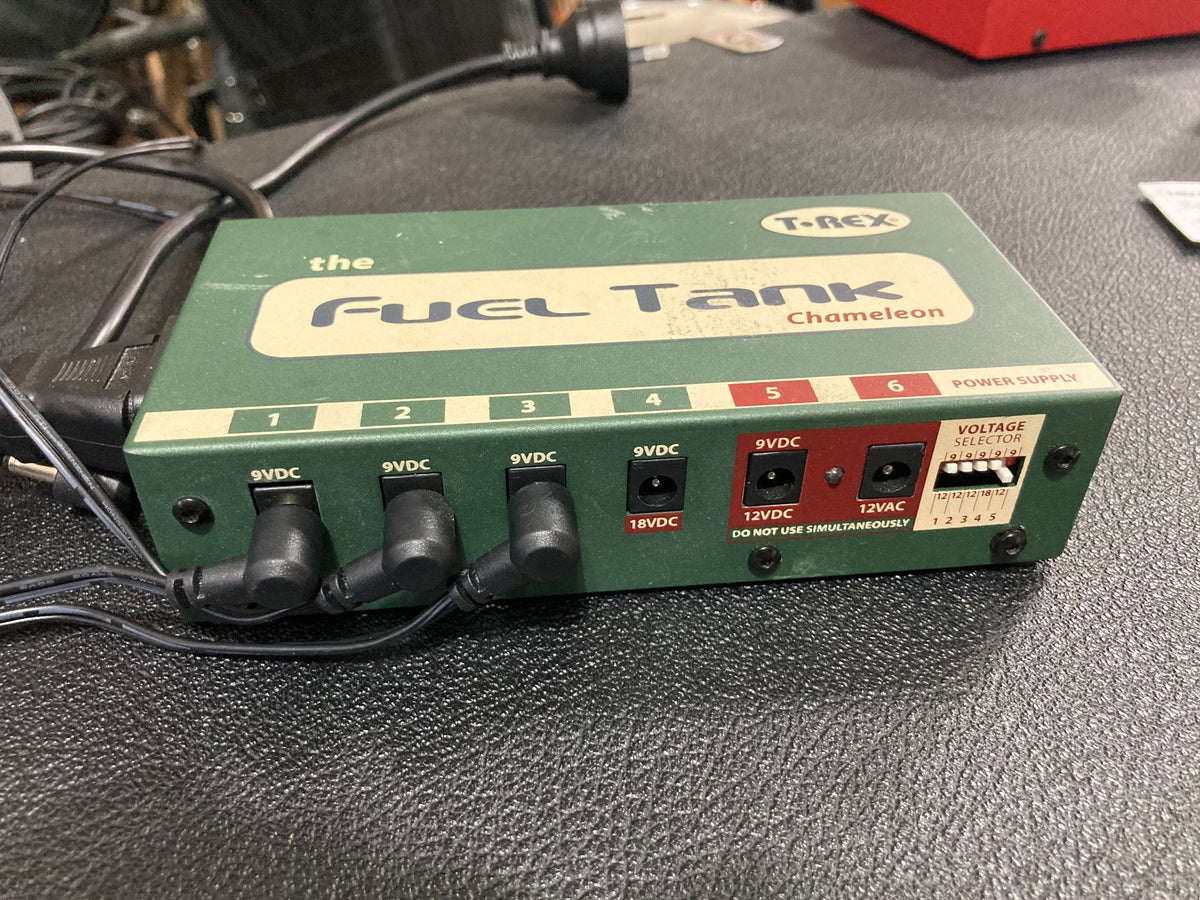 T•REX®
the
FUEL TANK
Chameleon
1 2 3 4 5 6 POWER SUPPLY
9VDC 9VDC 9VDC 9VDC 9VDC
18VDC 12VDC 12VAC
DO NOT USE SIMULTANEOUSLY
VOLTAGE
SELECTOR
9 9 9 9 9
12 12 12 18 12
1 2 3 4 5